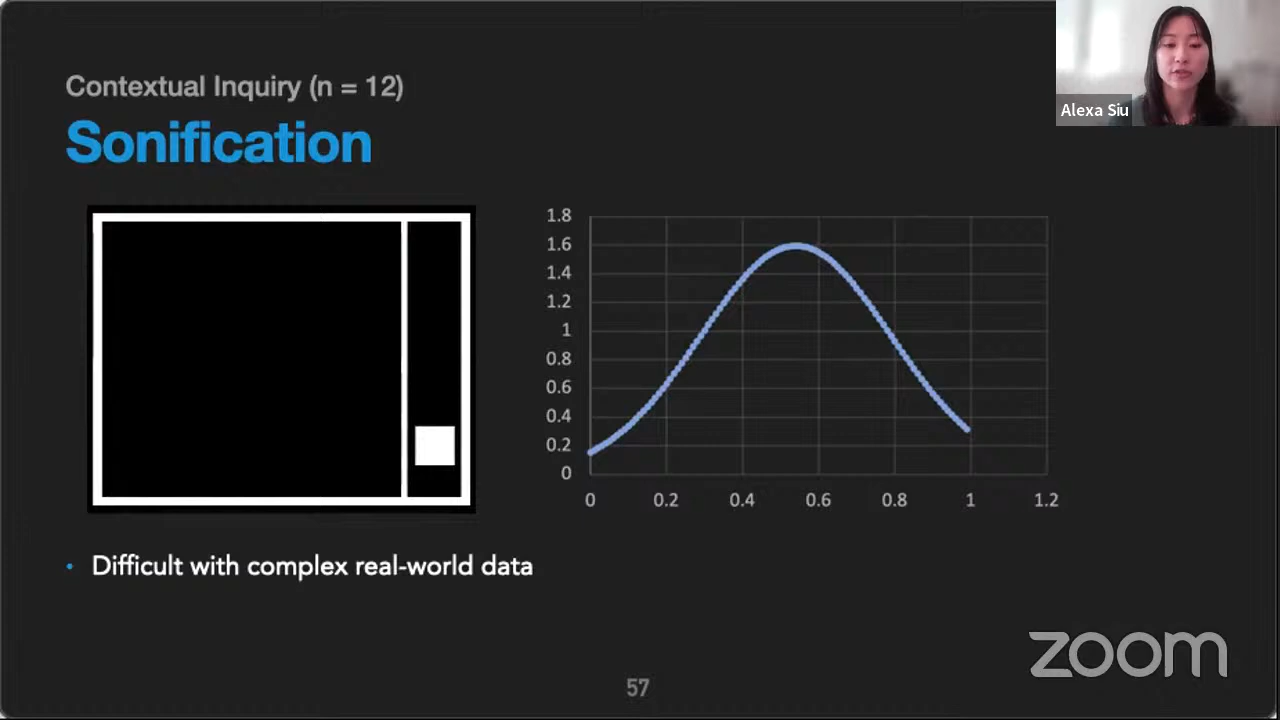 Contextual Inquiry (n = 12)
Sonification
Alexa Siu
1.8
1.6
1.4
1.2
1
0.8
0.6
0.4
0.2
0
0 0.2 0.4 0.6 0.8 1 1.2
• Difficult with complex real-world data
zoom
57